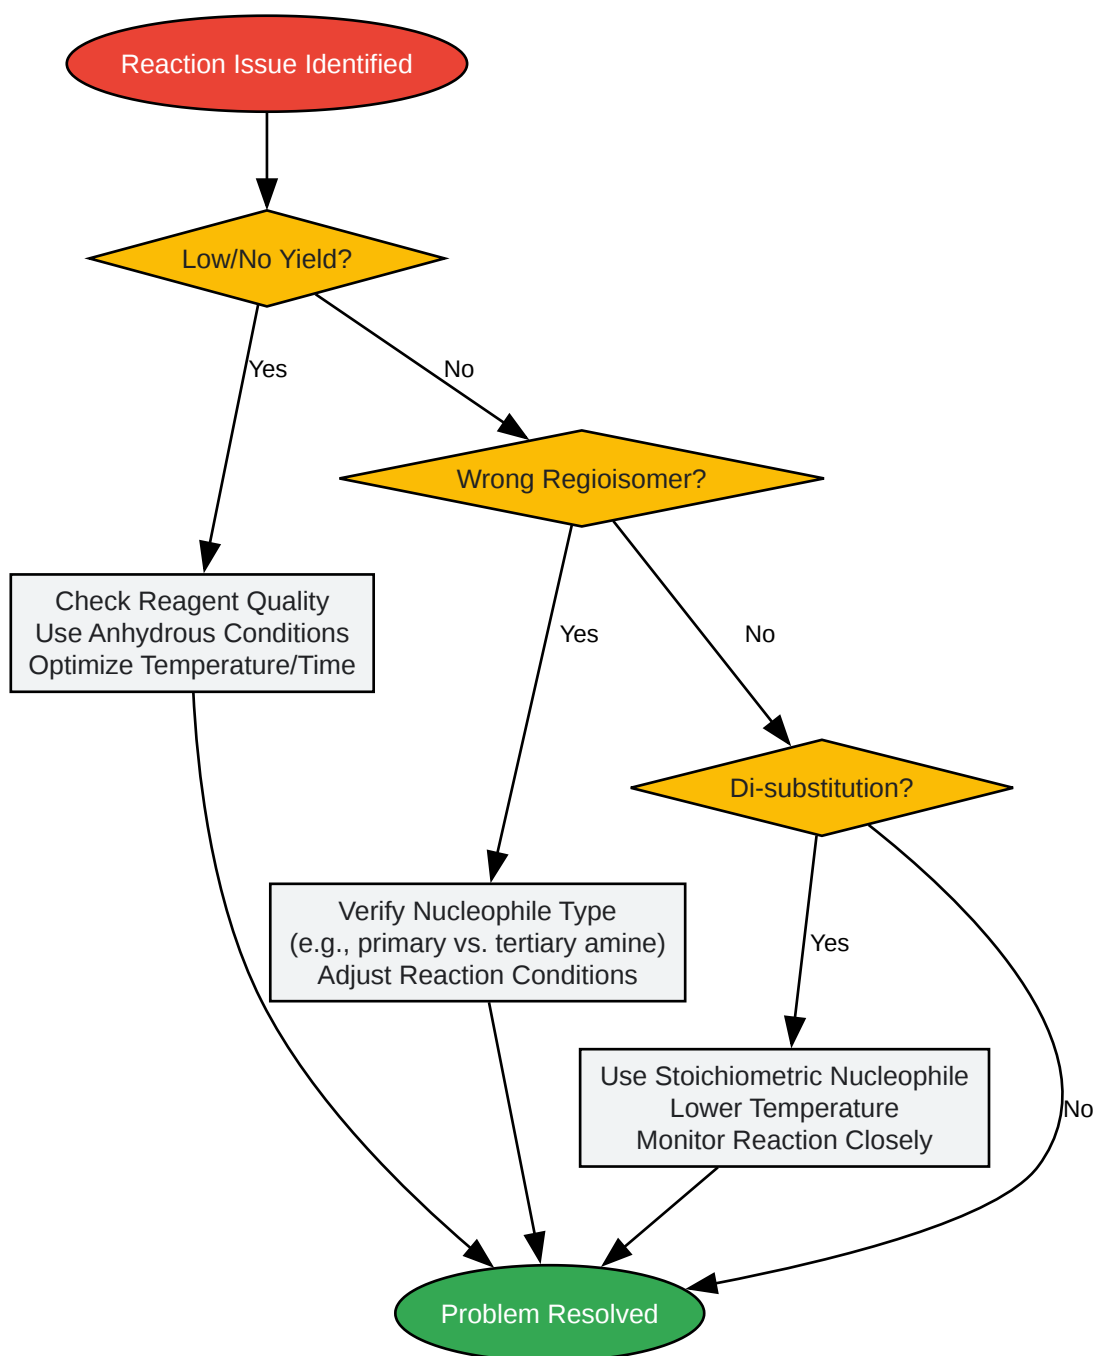 Reaction Issue Identified
Low/No Yield?
Yes
No
Wrong Regioisomer?
Check Reagent Quality
Use Anhydrous Conditions
Optimize Temperature/Time
Yes
No
Di-substitution?
Verify Nucleophile Type
(e.g., primary vs. tertiary amine)
Adjust Reaction Conditions
Yes
Use Stoichiometric Nucleophile
Lower Temperature
Monitor Reaction Closely
No
Problem Resolved